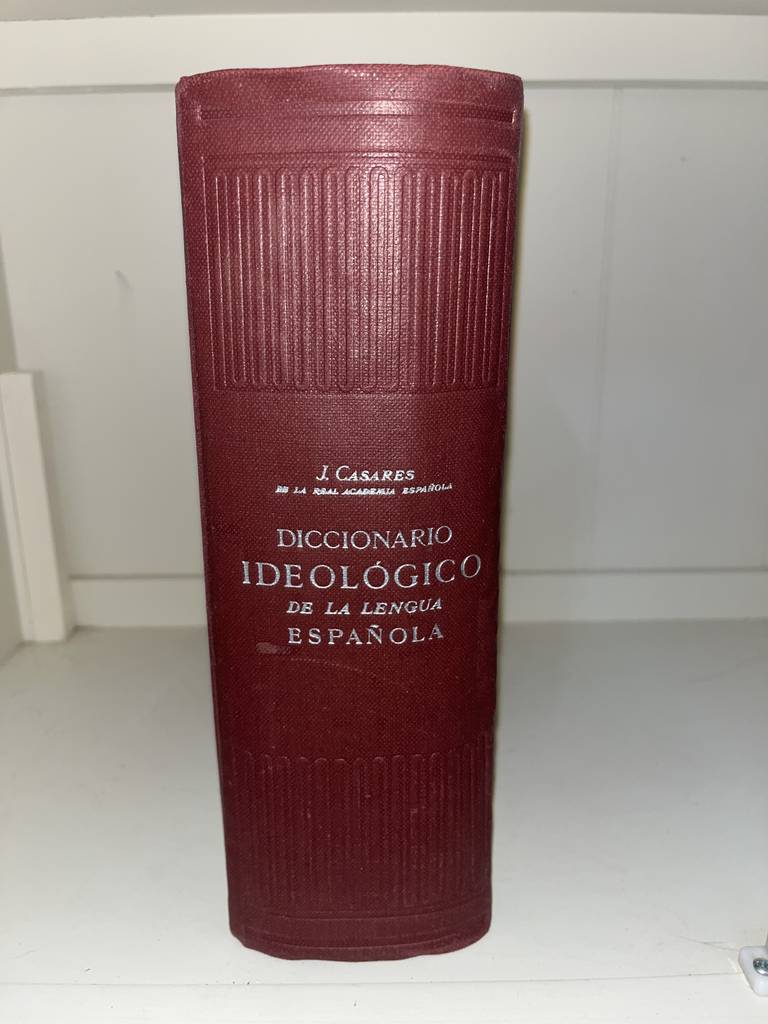 J. CASARES
DE LA REAL ACADEMIA ESPAÑOLA
DICCIONARIO
IDEOLÓGICO
DE LA LENGUA
ESPAÑOLA